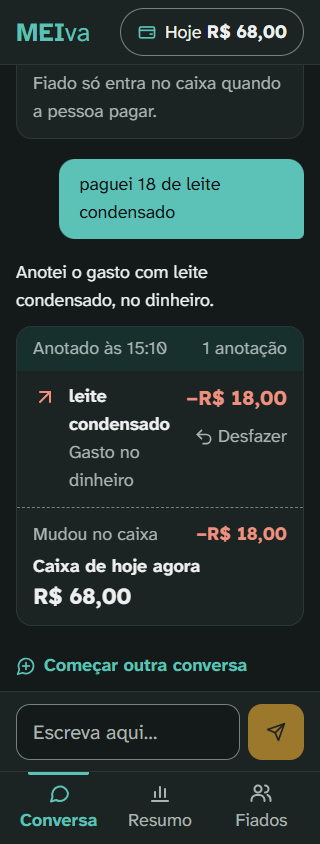 MEIva
Hoje R$ 68,00
Fiado só entra no caixa quando
a pessoa pagar.
paguei 18 de leite
condensado
Anotei o gasto com leite
condensado, no dinheiro.
Anotado às 15:10 1 anotação
leite
condensado
Gasto no
dinheiro
−R$ 18,00
Desfazer
Mudou no caixa −R$ 18,00
Caixa de hoje agora
R$ 68,00
Começar outra conversa
Escreva aqui...
Conversa Resumo Fiados